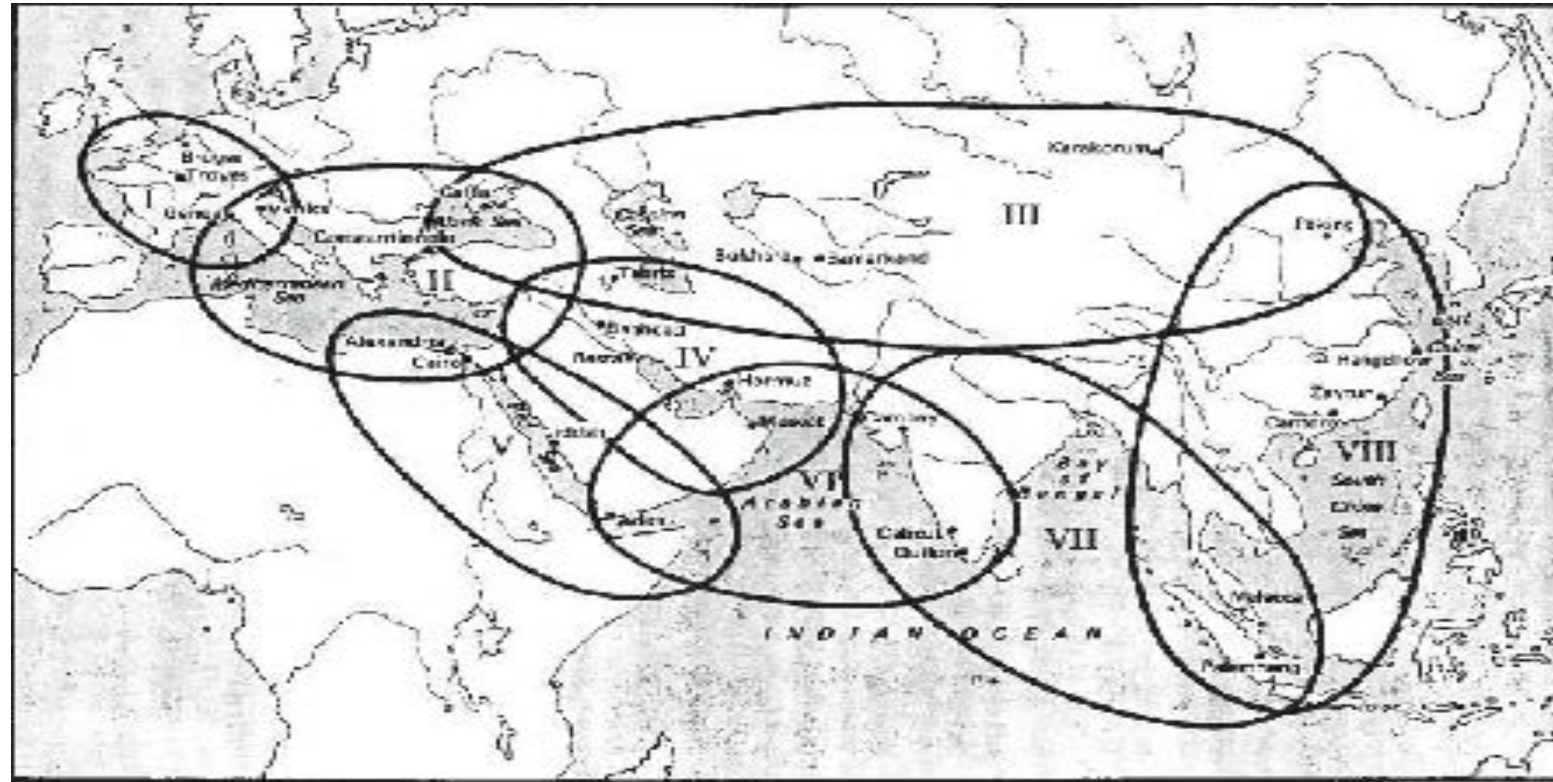 Bruges
Troyes
I
Genoa
Venice
Caffa
Black Sea
Constantinople
II
Mediterranean
Sea
Alexandria
Cairo
Caspian
Sea
Tabriz
Baghdad
Basra
IV
Hormuz
Muscat
Bukhara
Samarkand
III
Karakorum
Peking
Hangchow
Zaytun
Canton
VIII
South
China
Sea
V
Jidda
Aden
VI
Arabian
Sea
Cambay
Calicut
Quilon
Bay
of
Bengal
VII
Malacca
Palembang
INDIAN OCEAN